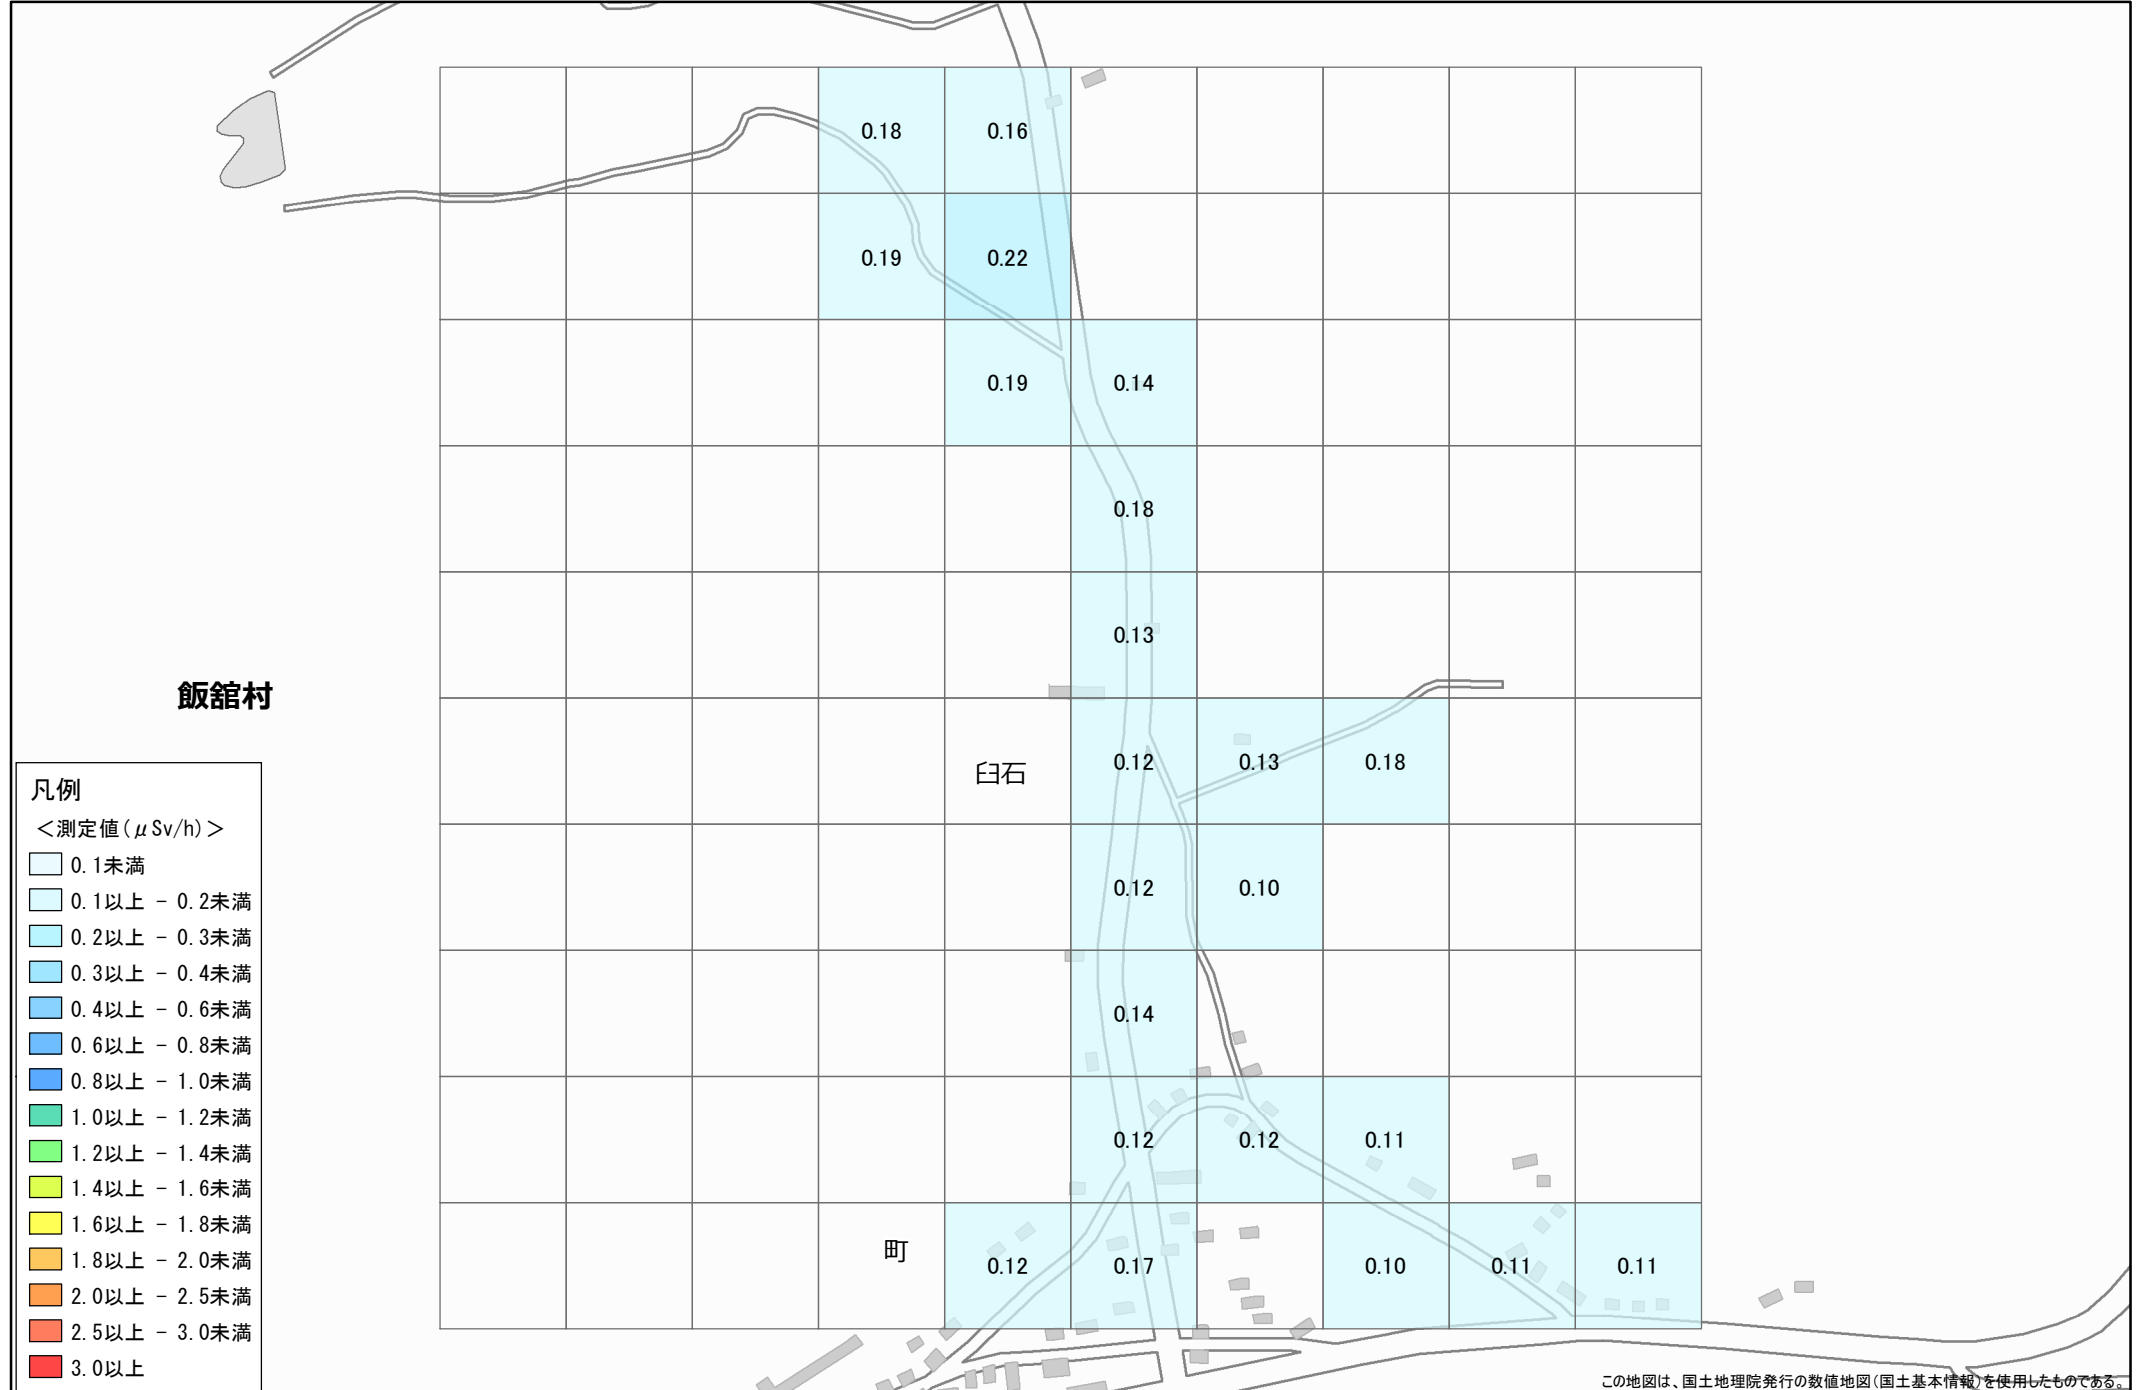 0.18 0.16
0.19 0.22
0.19 0.14
0.18
0.13
飯舘村
0.12 0.13 0.18
臼石
凡例
＜測定値(μSv/h)＞
0.1未満
0.1以上 - 0.2未満
0.2以上 - 0.3未満
0.3以上 - 0.4未満
0.4以上 - 0.6未満
0.6以上 - 0.8未満
0.8以上 - 1.0未満
1.0以上 - 1.2未満
1.2以上 - 1.4未満
1.4以上 - 1.6未満
1.6以上 - 1.8未満
1.8以上 - 2.0未満
2.0以上 - 2.5未満
2.5以上 - 3.0未満
3.0以上
0.12 0.10
0.14
0.12 0.12 0.11
町
0.12 0.17 0.10 0.11 0.11
この地図は、国土地理院発行の数値地図(国土基本情報)を使用したものである。